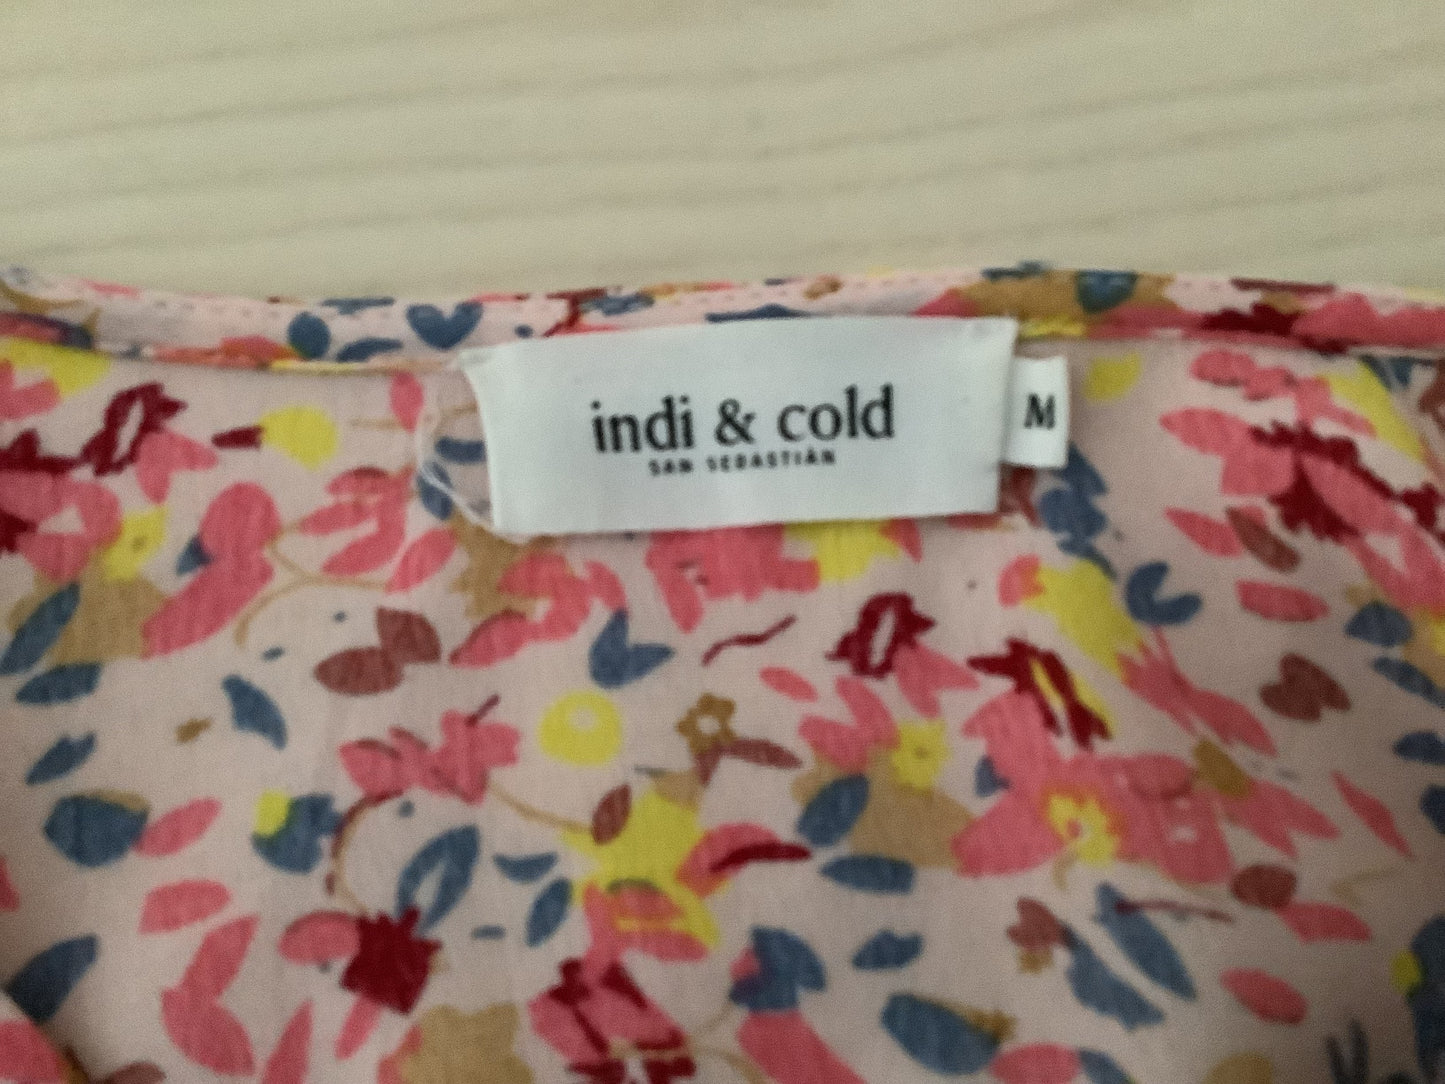 indi & cold
SAN SEBASTIÁN
M